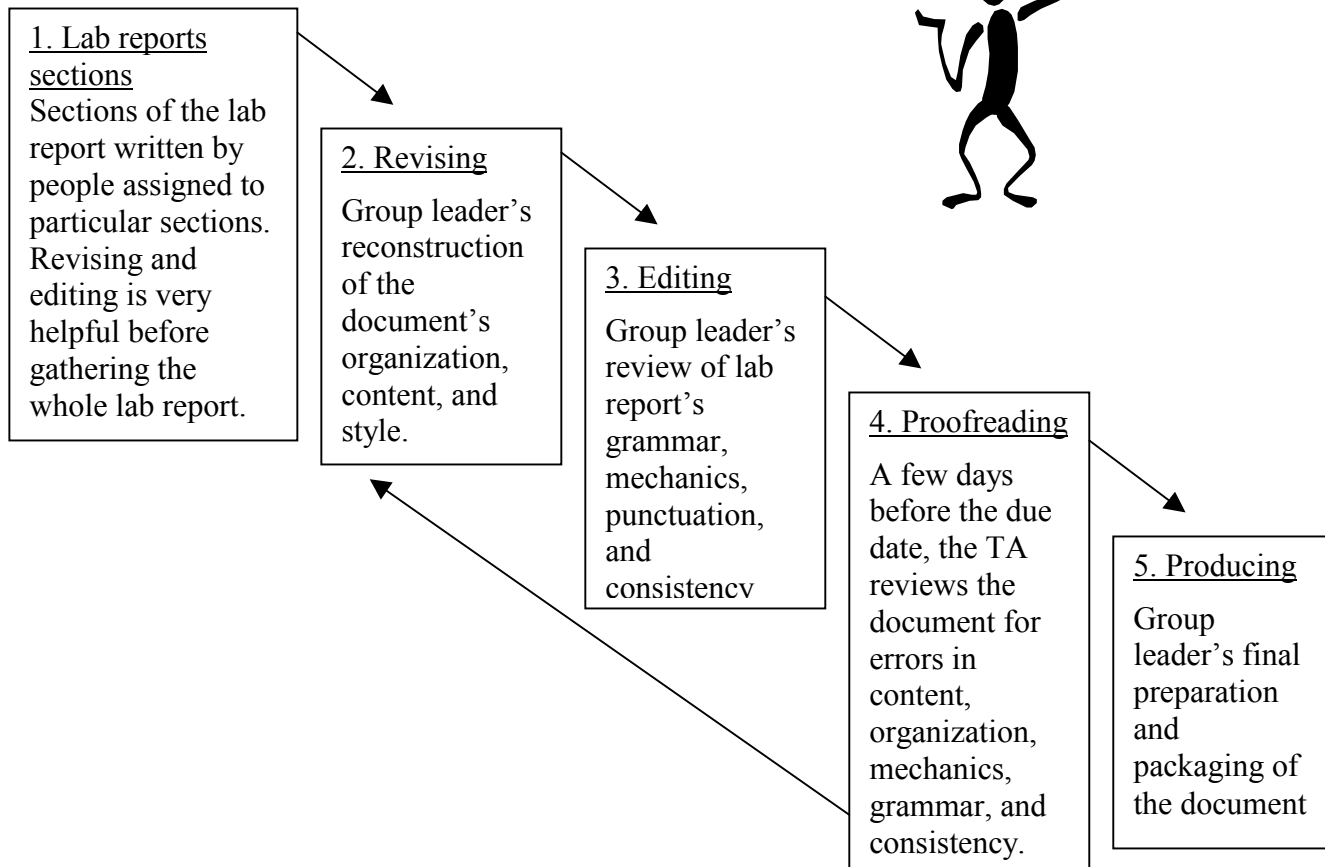 1. Lab reports
sections
Sections of the lab
report written by
people assigned to
particular sections.
Revising and
editing is very
helpful before
gathering the
whole lab report.
2. Revising
Group leader’s
reconstruction
of the
document’s
organization,
content, and
style.
3. Editing
Group leader’s
review of lab
report’s
grammar,
mechanics,
punctuation,
and
consistency
4. Proofreading
A few days
before the due
date, the TA
reviews the
document for
errors in
content,
organization,
mechanics,
grammar, and
consistency.
5. Producing
Group
leader’s final
preparation
and
packaging of
the document